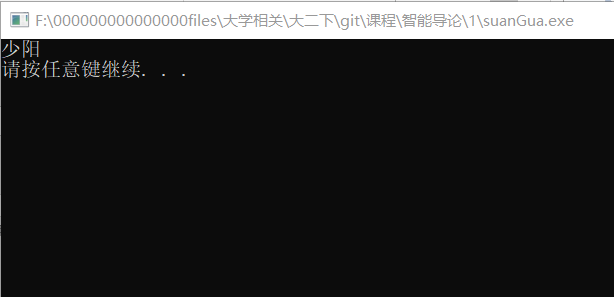 F:\000000000000000files\大学相关\大二下\git\课程\智能导论\1\suanGua.exe
少阳
请按任意键继续. . .